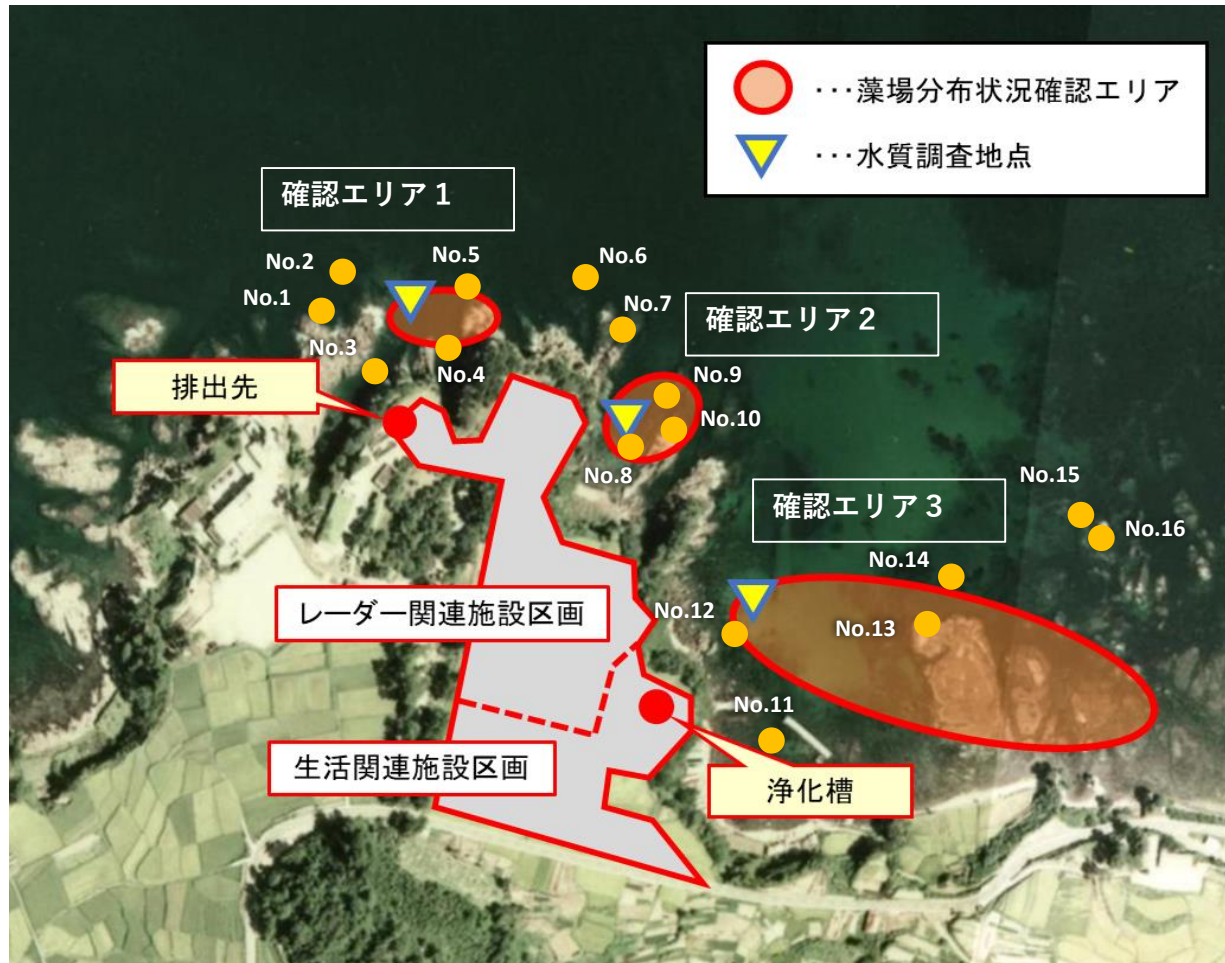 ･･･藻場分布状況確認エリア
･･･水質調査地点
確認エリア１
No.5
No.2
No.6
No.1
No.7
確認エリア２
No.3
No.4
排出先
No.9
No.10
No.8
No.15
確認エリア３
No.16
No.14
レーダー関連施設区画
No.12
No.13
No.11
生活関連施設区画
浄化槽